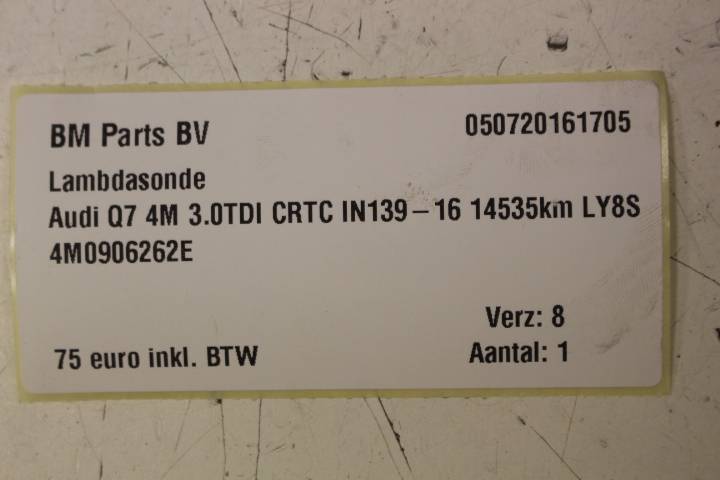 BM Parts BV 050720161705
Lambdasonde
Audi Q7 4M 3.0TDI CRTC IN139-16 14535km LY8S
4M0906262E
Verz: 8
75 euro inkl. BTW Aantal: 1